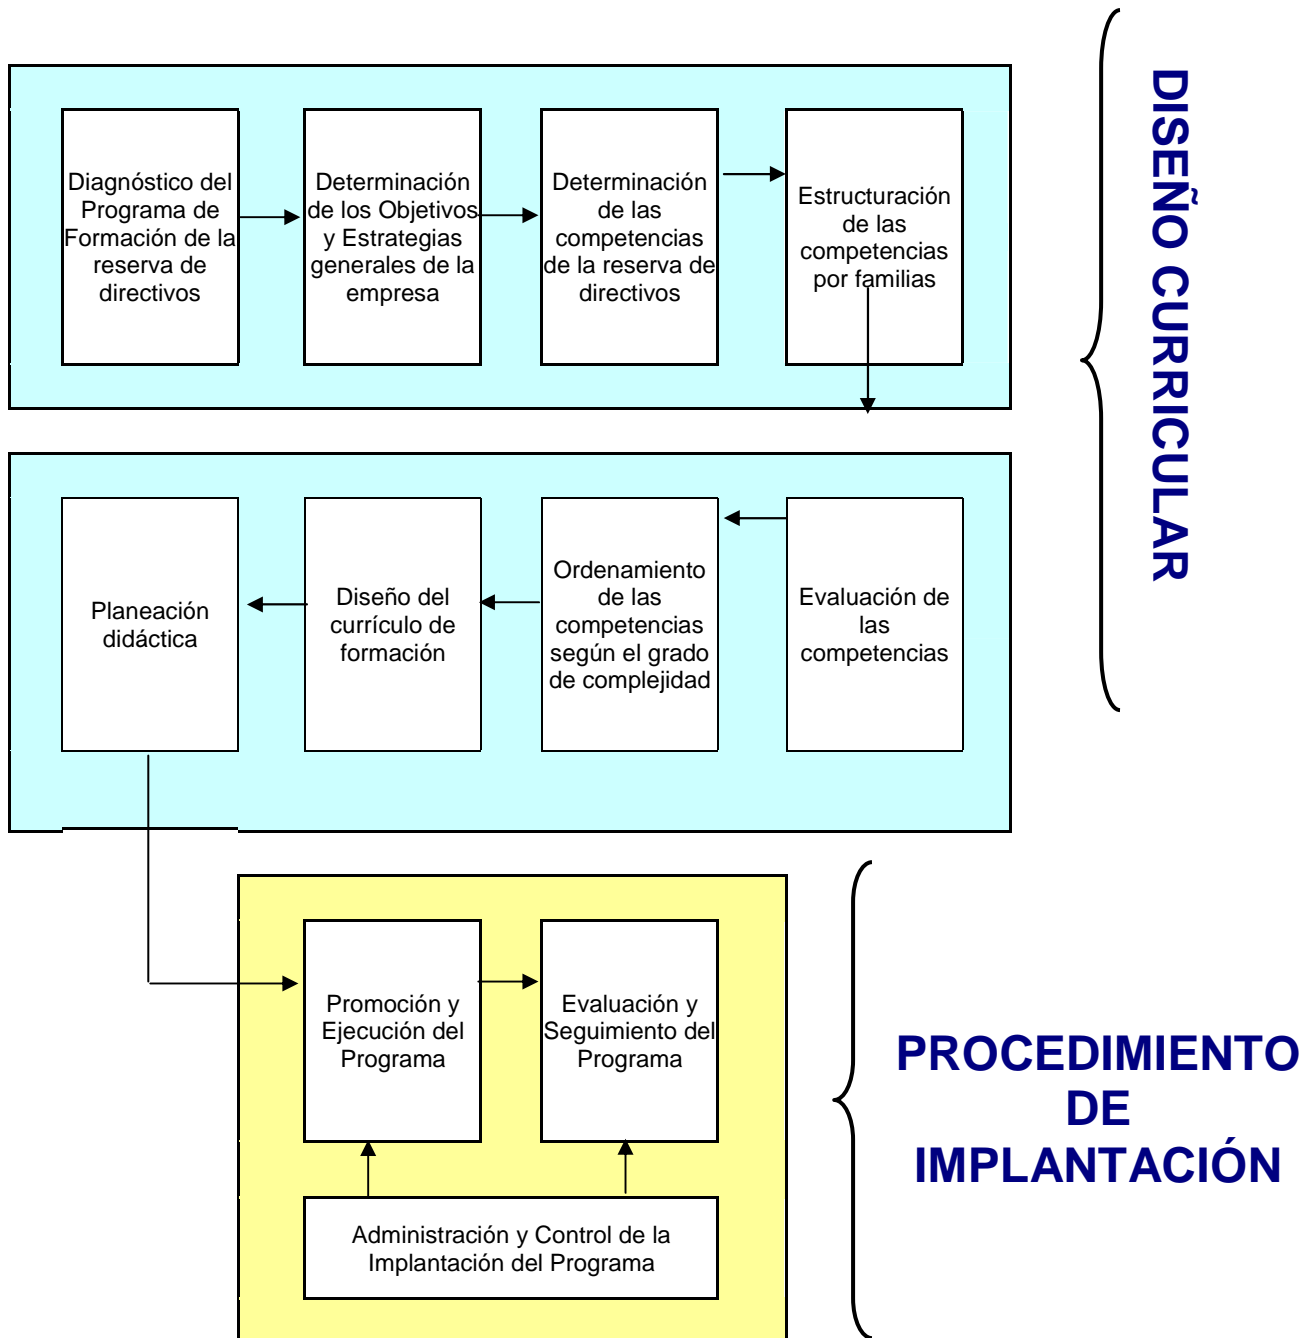 Diagnóstico del
Programa de
Formación de la
reserva de
directivos
Determinación
de los Objetivos
y Estrategias
generales de la
empresa
Determinación
de las
competencias
de la reserva de
directivos
Estructuración
de las
competencias
por familias
DISEÑO CURRICULAR
Planeación
didáctica
Diseño del
currículo de
formación
Ordenamiento
de las
competencias
según el grado
de complejidad
Evaluación de
las
competencias
Promoción y
Ejecución del
Programa
Evaluación y
Seguimiento del
Programa
Administración y Control de la
Implantación del Programa
PROCEDIMIENTO
DE
IMPLANTACIÓN